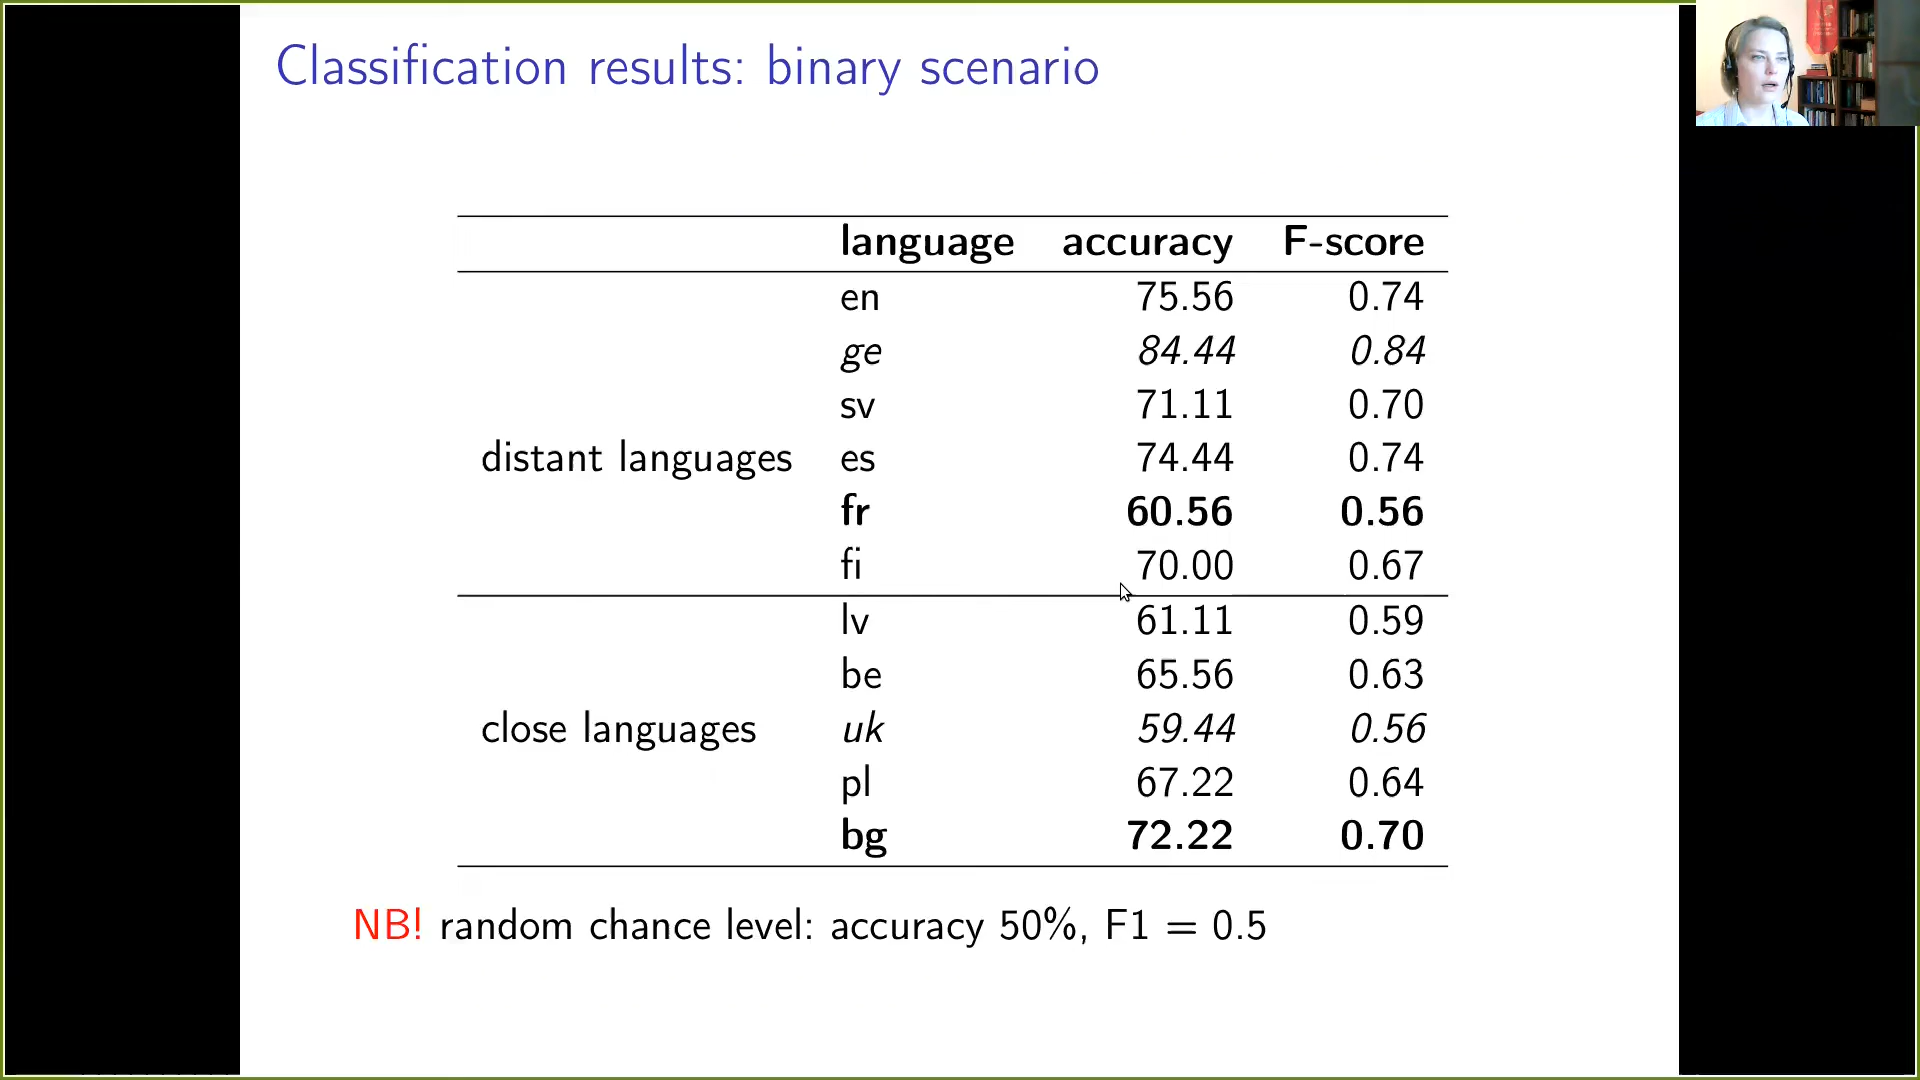 Classification results: binary scenario
language accuracy F-score
en 75.56 0.74
ge 84.44 0.84
sv 71.11 0.70
distant languages es 74.44 0.74
fr 60.56 0.56
fi 70.00 0.67
lv 61.11 0.59
be 65.56 0.63
close languages uk 59.44 0.56
pl 67.22 0.64
bg 72.22 0.70
NB! random chance level: accuracy 50%, F1 = 0.5